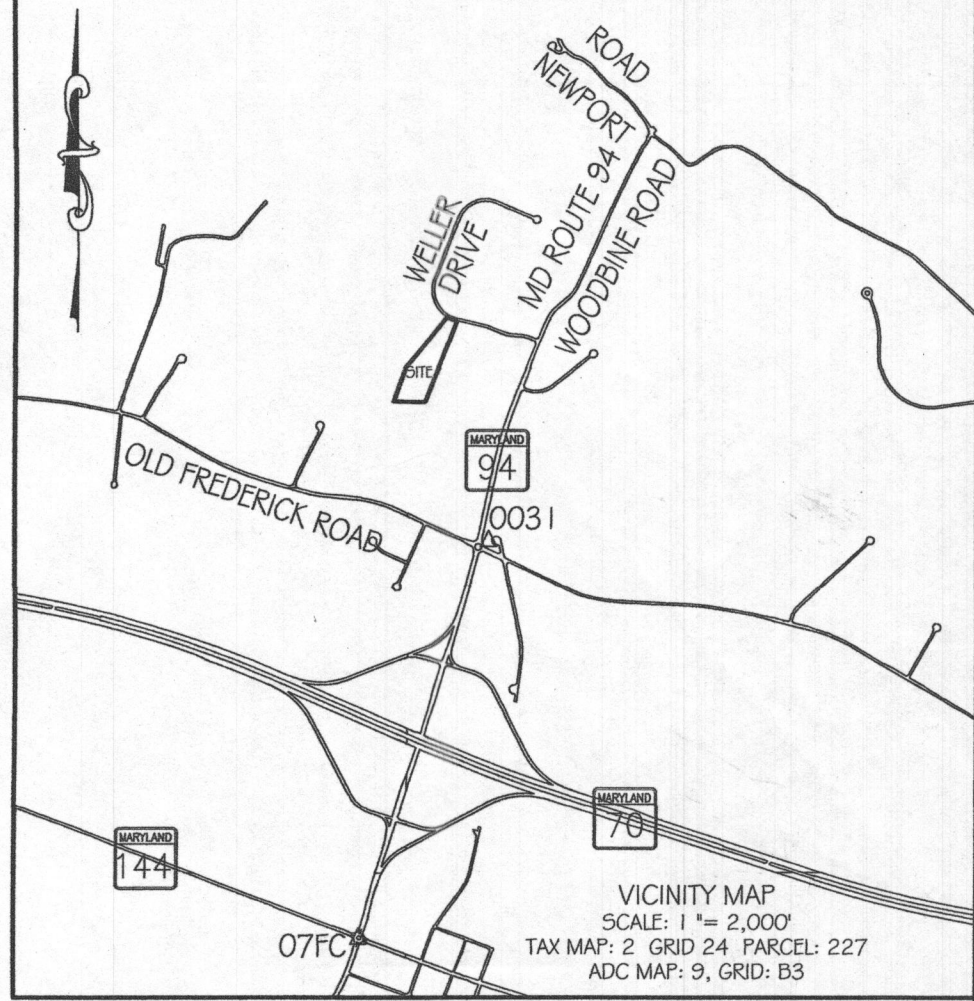 ROAD
NEWPORT
MD ROUTE 94
WOODBINE ROAD
WELLER
DRIVE
SITE
MARYLAND
94
OLD FREDERICK ROAD
0031
MARYLAND
70
MARYLAND
144
07FC
VICINITY MAP
SCALE: 1 "= 2,000'
TAX MAP: 2 GRID 24 PARCEL: 227
ADC MAP: 9, GRID: B3